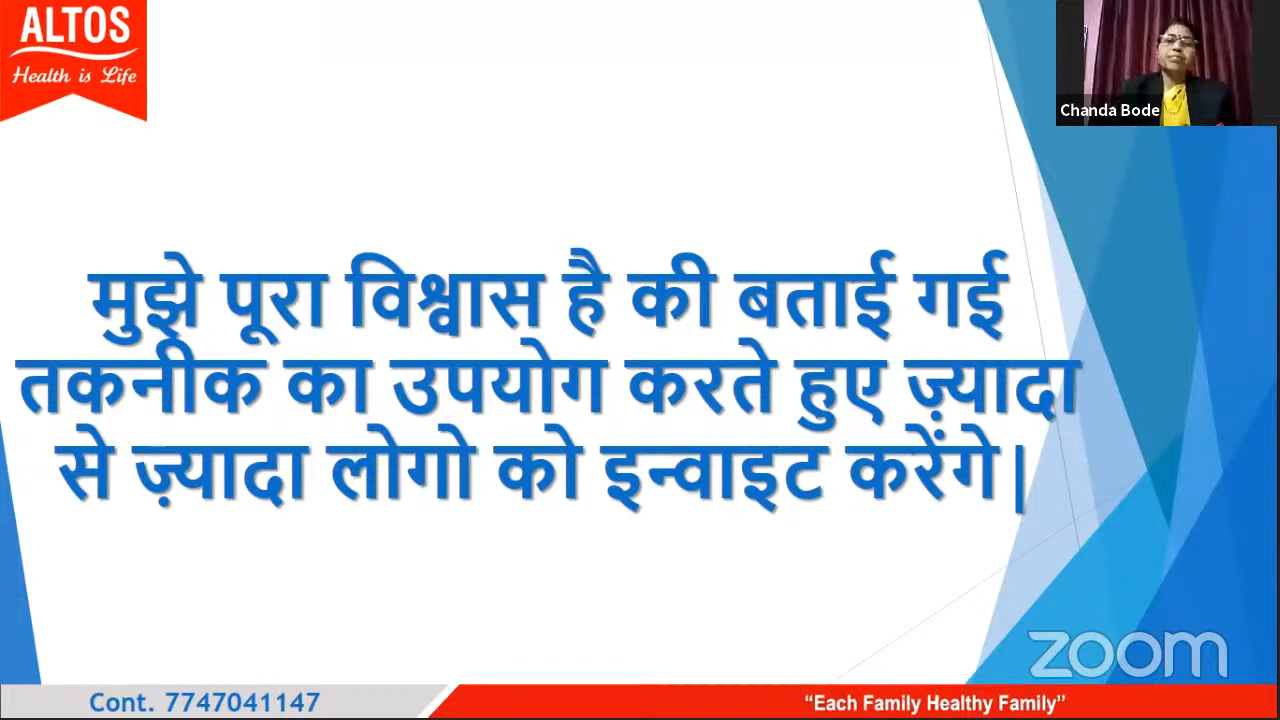 ALTOS
Health is Life
Chanda Bode
मुझे पूरा विश्वास है की बताई गई
तकनीक का उपयोग करते हुए ज़्यादा
से ज़्यादा लोगो को इन्वाइट करेंगे|
zoom
Cont. 7747041147
“Each Family Healthy Family”